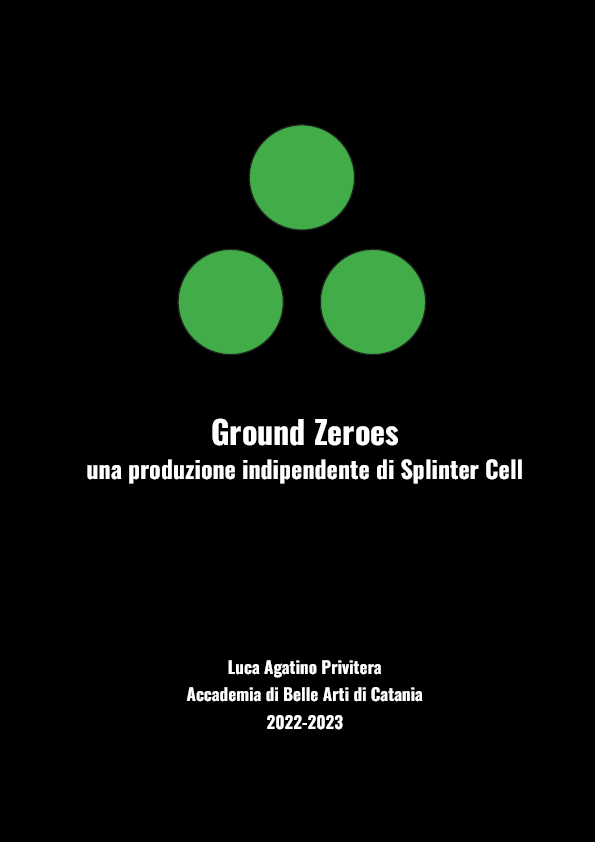 Ground Zeroes
una produzione indipendente di Splinter Cell
Luca Agatino Privitera
Accademia di Belle Arti di Catania
2022-2023